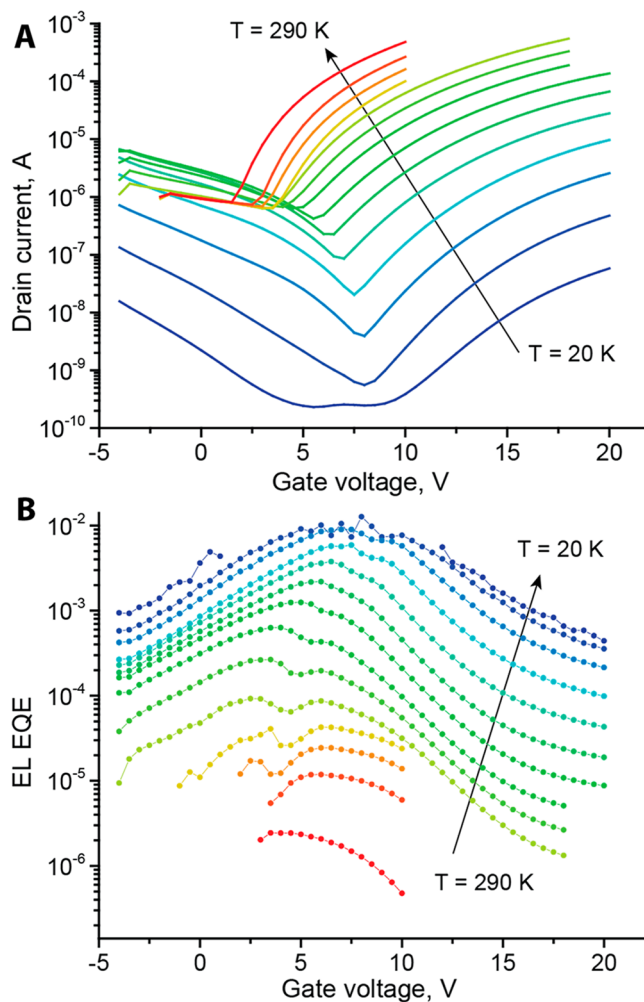 A
T = 290 K
10⁻³
10⁻⁴
10⁻⁵
10⁻⁶
10⁻⁷
10⁻⁸
10⁻⁹
10⁻¹⁰
Drain current, A
T = 20 K
-5 0 5 10 15 20
Gate voltage, V
B
10⁻²
10⁻³
10⁻⁴
10⁻⁵
10⁻⁶
EL EQE
T = 20 K
T = 290 K
-5 0 5 10 15 20
Gate voltage, V